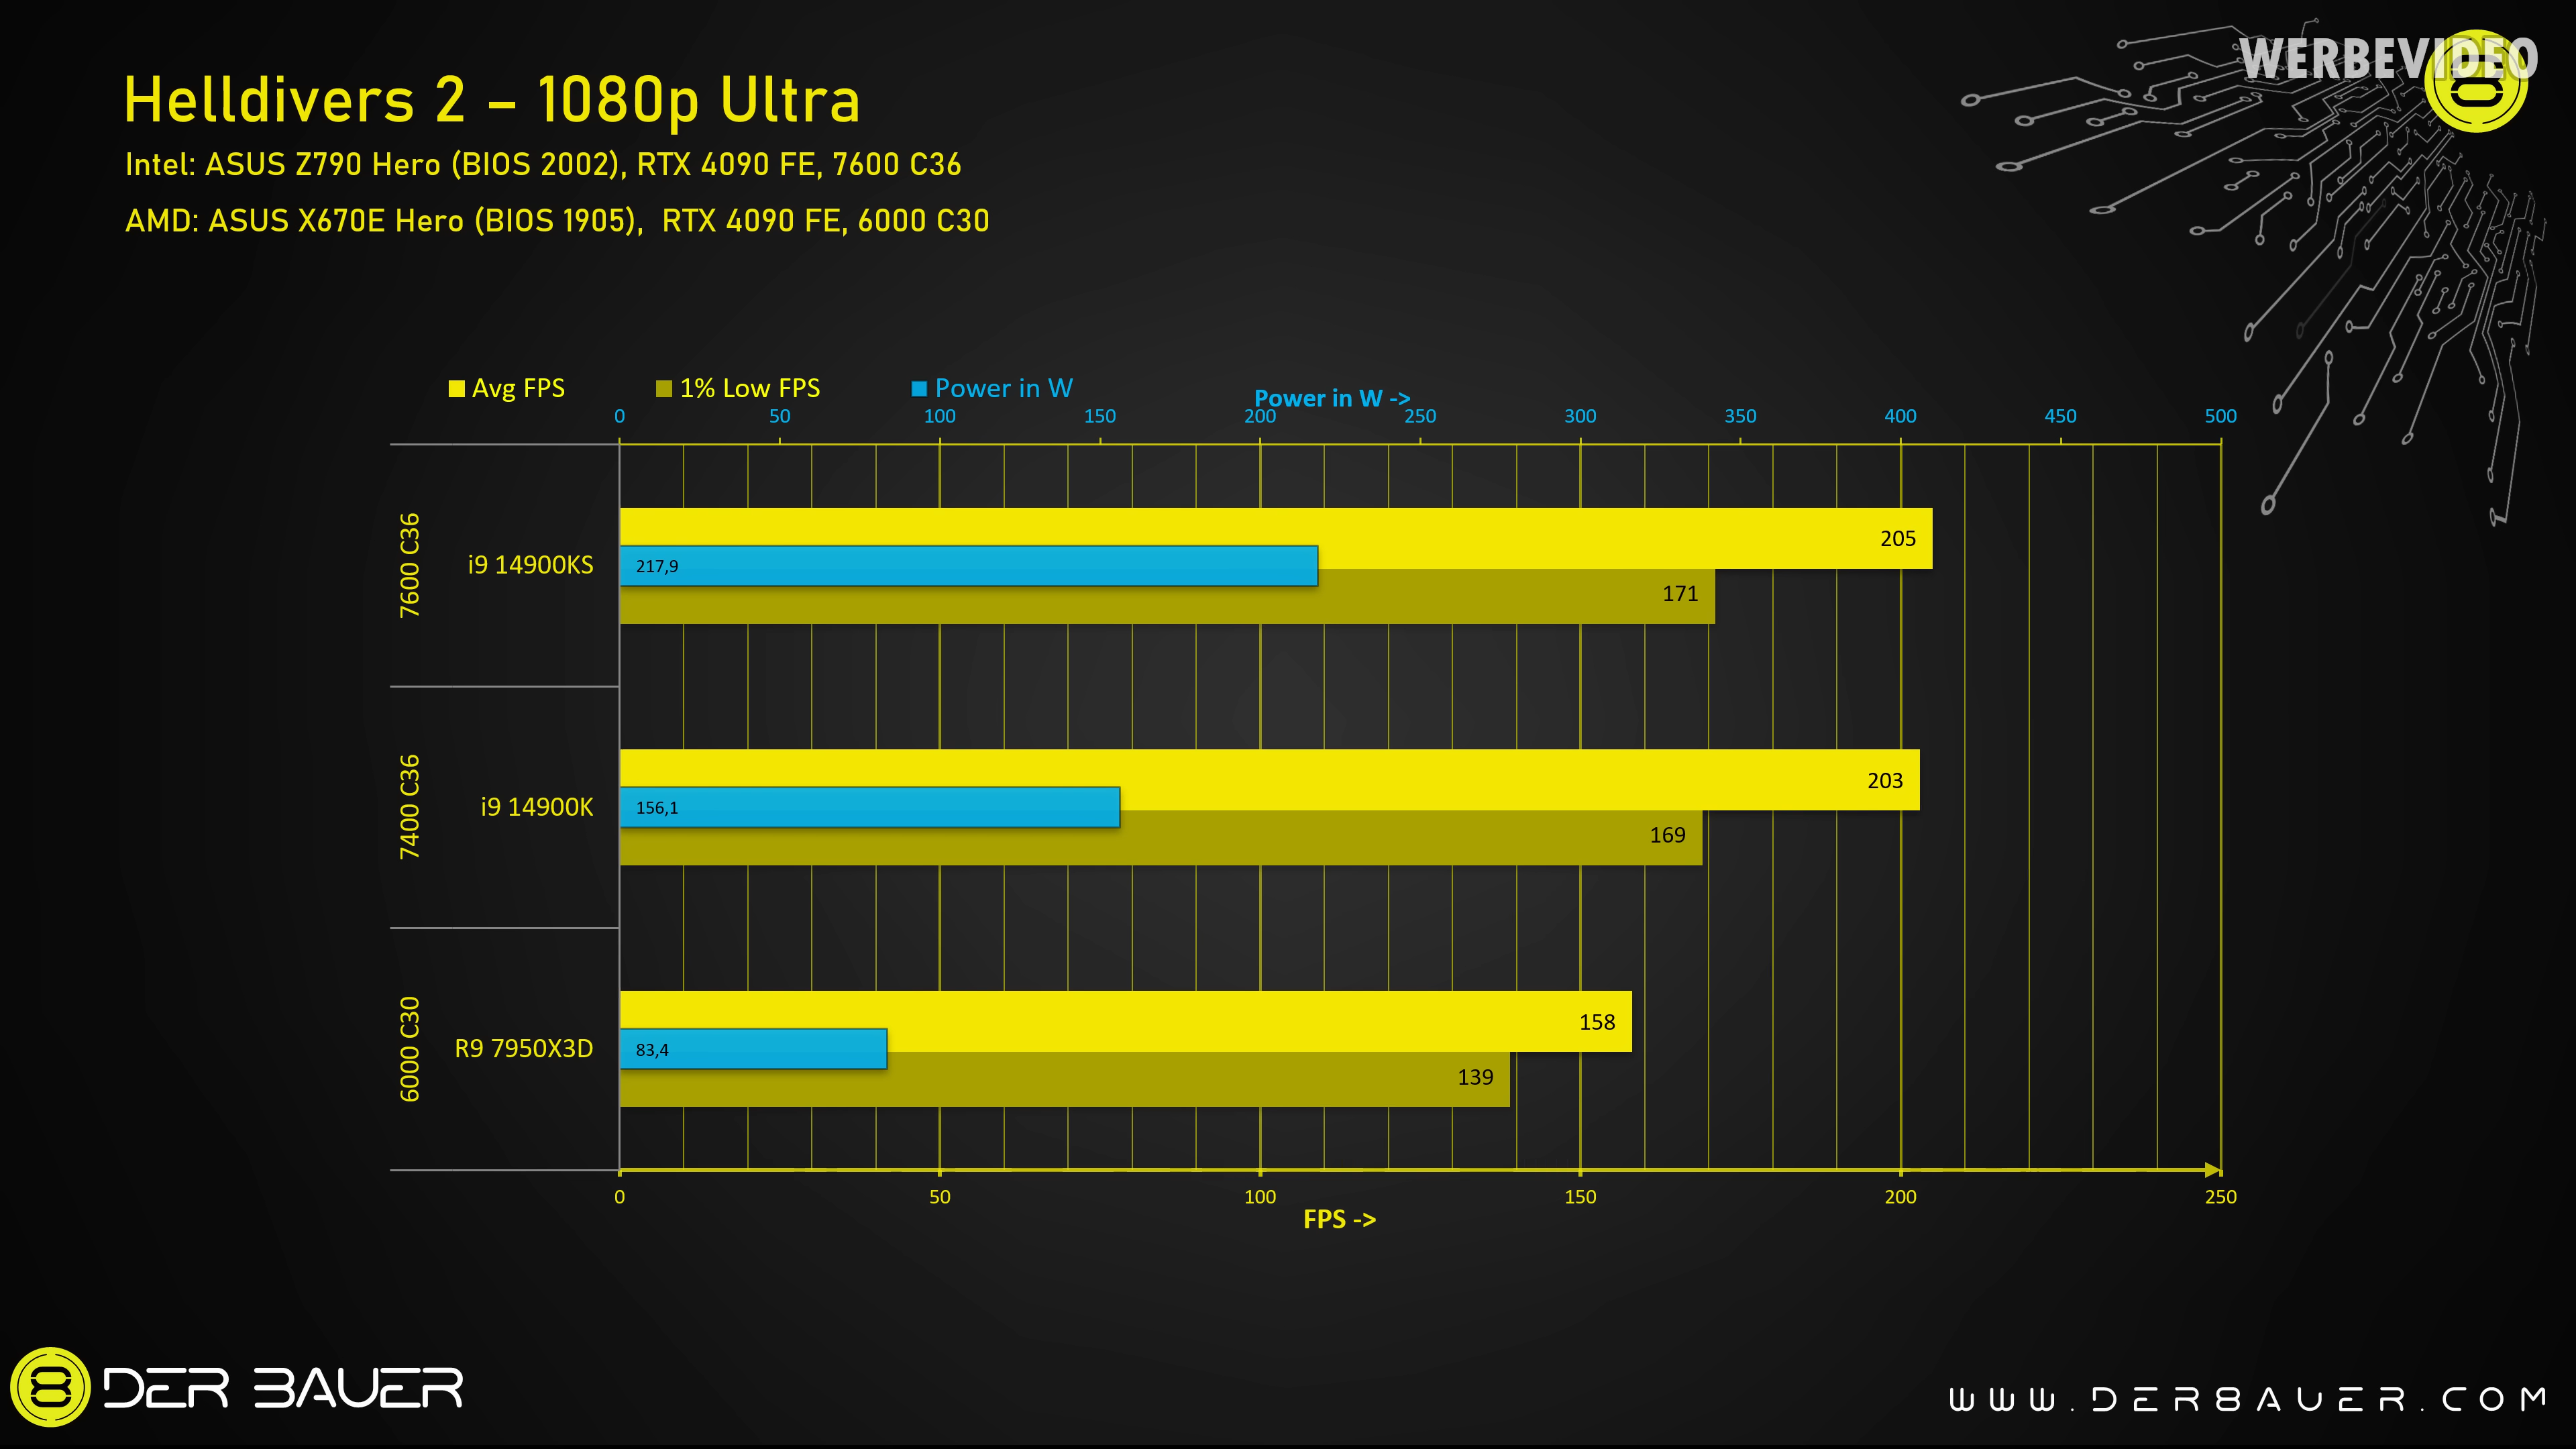 WERBEVIDEO
Helldivers 2 – 1080p Ultra
Intel: ASUS Z790 Hero (BIOS 2002), RTX 4090 FE, 7600 C36
AMD: ASUS X670E Hero (BIOS 1905), RTX 4090 FE, 6000 C30
Avg FPS 1% Low FPS Power in W
Power in W ->
0 50 100 150 200 250 300 350 400 450 500
7600 C36
i9 14900KS
205
217,9
171
7400 C36
i9 14900K
203
156,1
169
6000 C30
R9 7950X3D
158
83,4
139
0 50 100 150 200 250
FPS ->
DER 8AUER
WWW.DER8AUER.COM